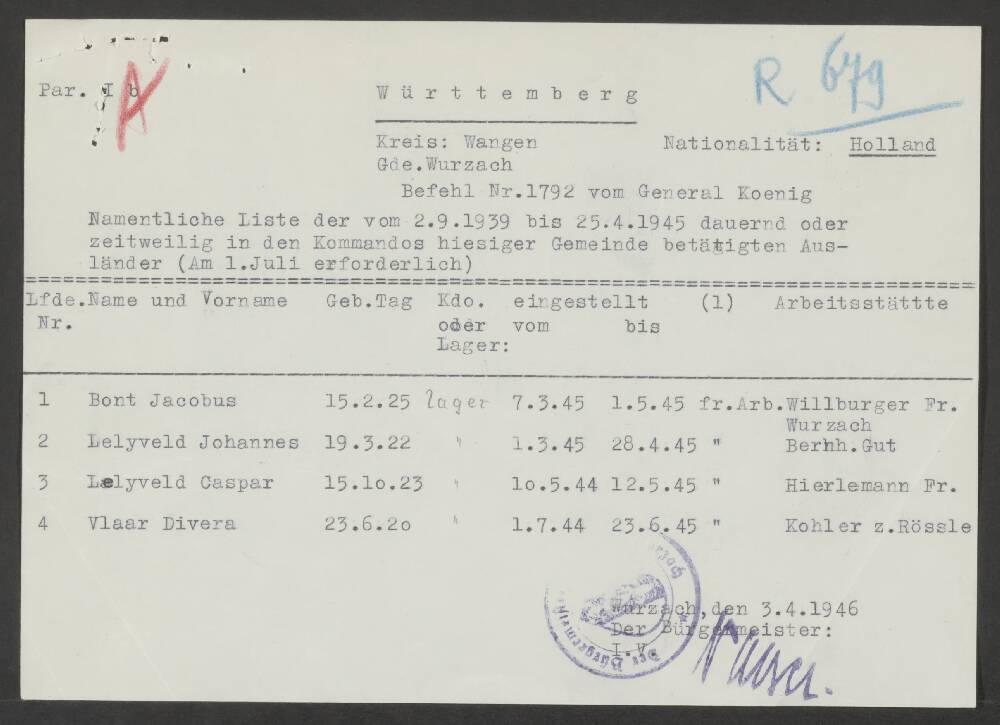 R 679
Par. I b
A
Württemberg
Kreis: Wangen Nationalität: Holland
Gde.Wurzach
Befehl Nr.1792 vom General Koenig
Namentliche Liste der vom 2.9.1939 bis 25.4.1945 dauernd oder
zeitweilig in den Kommandos hiesiger Gemeinde betätigten Aus-
länder (Am 1.Juli erforderlich)
Lfde.Name und Vorname Geb.Tag Kdo. eingestellt (1) Arbeitsstättte
Nr. oder vom bis
Lager:
1 Bont Jacobus 15.2.25 Lager 7.3.45 1.5.45 fr.Arb.Willburger Fr.
Wurzach
2 Lelyveld Johannes 19.3.22 " 1.3.45 28.4.45 " Bernh.Gut
3 Lelyveld Caspar 15.10.23 " 10.5.44 12.5.45 " Hierlemann Fr.
4 Vlaar Divera 23.6.20 " 1.7.44 23.6.45 " Kohler z.Rössle
Wurzach,den 3.4.1946
Der Bürgermeister:
I.V.
Der Bürgermeister